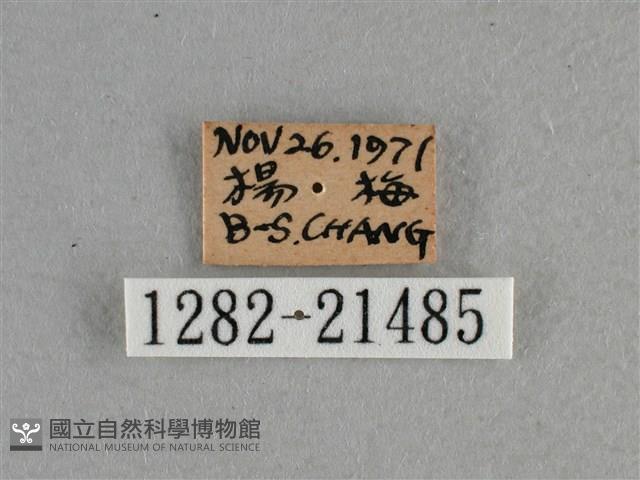 NOV 26.1971
楊 梅
B-S.CHANG
1282-21485
國立自然科學博物館
NATIONAL MUSEUM OF NATURAL SCIENCE